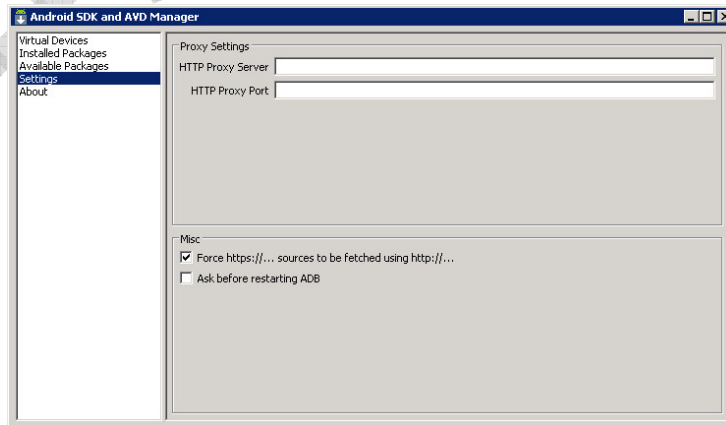 Android SDK and AVD Manager
Virtual Devices
Installed Packages
Available Packages
Settings
About
Proxy Settings
HTTP Proxy Server
HTTP Proxy Port
Misc
Force https://... sources to be fetched using http://...
Ask before restarting ADB